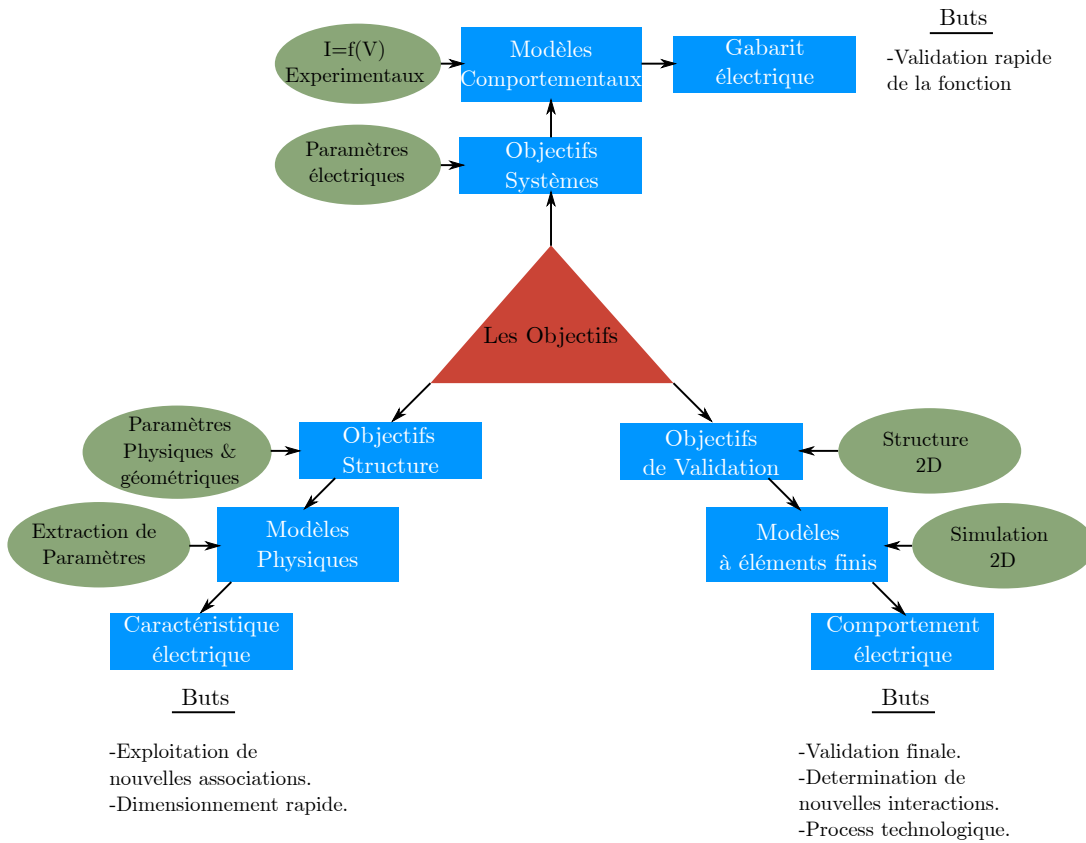 Buts
-Validation rapide
de la fonction
I=f(V)
Experimentaux
Modèles
Comportementaux
Gabarit
électrique
Paramètres
électriques
Objectifs
Systèmes
Les Objectifs
Paramètres
Physiques &
géométriques
Objectifs
Structure
Objectifs
de Validation
Structure
2D
Extraction de
Paramètres
Modèles
Physiques
Modèles
à éléments finis
Simulation
2D
Caractéristique
électrique
Comportement
électrique
Buts
-Exploitation de
nouvelles associations.
-Dimensionnement rapide.
Buts
-Validation finale.
-Determination de
nouvelles interactions.
-Process technologique.